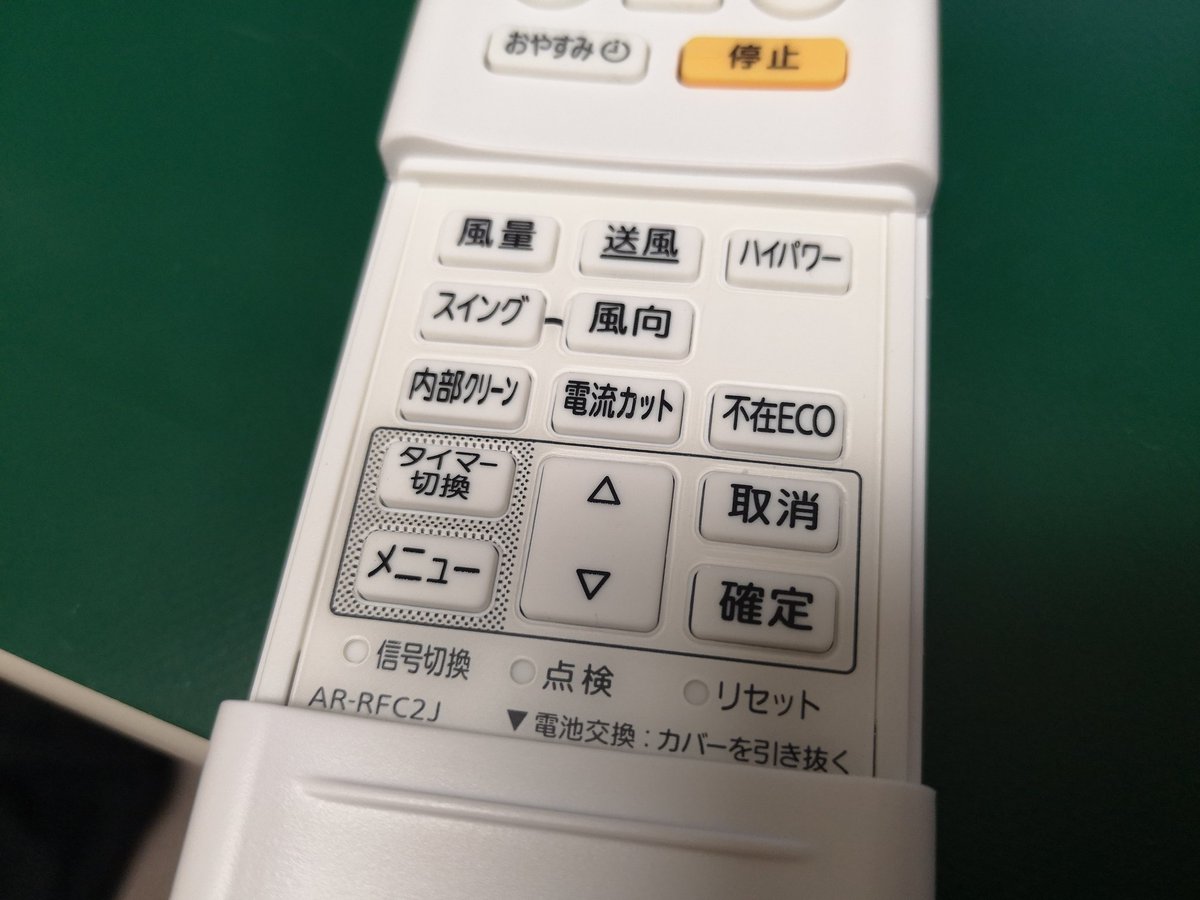 おやすみ
停止
風量
送風
ハイパワー
スイング
風向
内部クリーン
電流カット
不在ECO
タイマー
切換
△
取消
メニュー
▽
確定
信号切換
点検
リセット
AR-RFC2J
▼電池交換：カバーを引き抜く